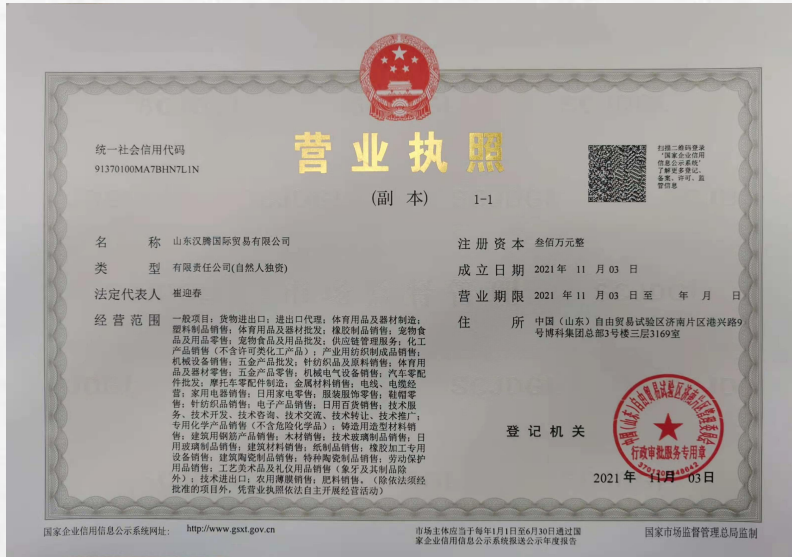 统一社会信用代码
91370100MA7BHN7L1N
营业执照
(副 本) 1-1
扫描二维码登录
“国家企业信用
信息公示系统”
了解更多登记、
备案、许可、监
管信息
名 称 山东汉腾国际贸易有限公司
类 型 有限责任公司(自然人独资)
法定代表人 崔迎春
经营范围 一般项目：货物进出口；进出口代理；体育用品及器材制造；
塑料制品销售；体育用品及器材批发；橡胶制品销售；宠物食
品及用品零售；宠物食品及用品批发；供应链管理服务；化工
产品销售（不含许可类化工产品）；产业用纺织制成品销售；
机械设备销售；五金产品批发；针纺织品及原料销售；体育用
品及器材零售；五金产品零售；机械电气设备销售；汽车零配
件批发；摩托车零配件制造；金属材料销售；电线、电缆经
营；家用电器销售；日用家电零售；服装服饰零售；鞋帽零
售；针纺织品销售；电子产品销售；日用百货销售；技术服
务、技术开发、技术咨询、技术交流、技术转让、技术推广；
专用化学产品销售（不含危险化学品）；铸造用造型材料销
售；建筑用钢筋产品销售；木材销售；技术玻璃制品销售；日
用玻璃制品销售；建筑材料销售；纸制品销售；橡胶加工专用
设备销售；建筑陶瓷制品销售；特种陶瓷制品销售；劳动保护
用品销售；工艺美术品及礼仪用品销售（象牙及其制品除
外）；技术进出口；农用薄膜销售；肥料销售。（除依法须经
批准的项目外，凭营业执照依法自主开展经营活动）
注册资本 叁佰万元整
成立日期 2021 年 11 月 03 日
营业期限 2021 年 11 月 03 日 至 年 月 日
住 所 中国（山东）自由贸易试验区济南片区港兴路9
号博科集团总部3号楼三层3169室
登记机关
行政审批服务专用章
2021 年 11月 03日
国家企业信用信息公示系统网址： http://www.gsxt.gov.cn
市场主体应当于每年1月1日至6月30日通过国
家企业信用信息公示系统报送公示年度报告
国家市场监督管理总局监制